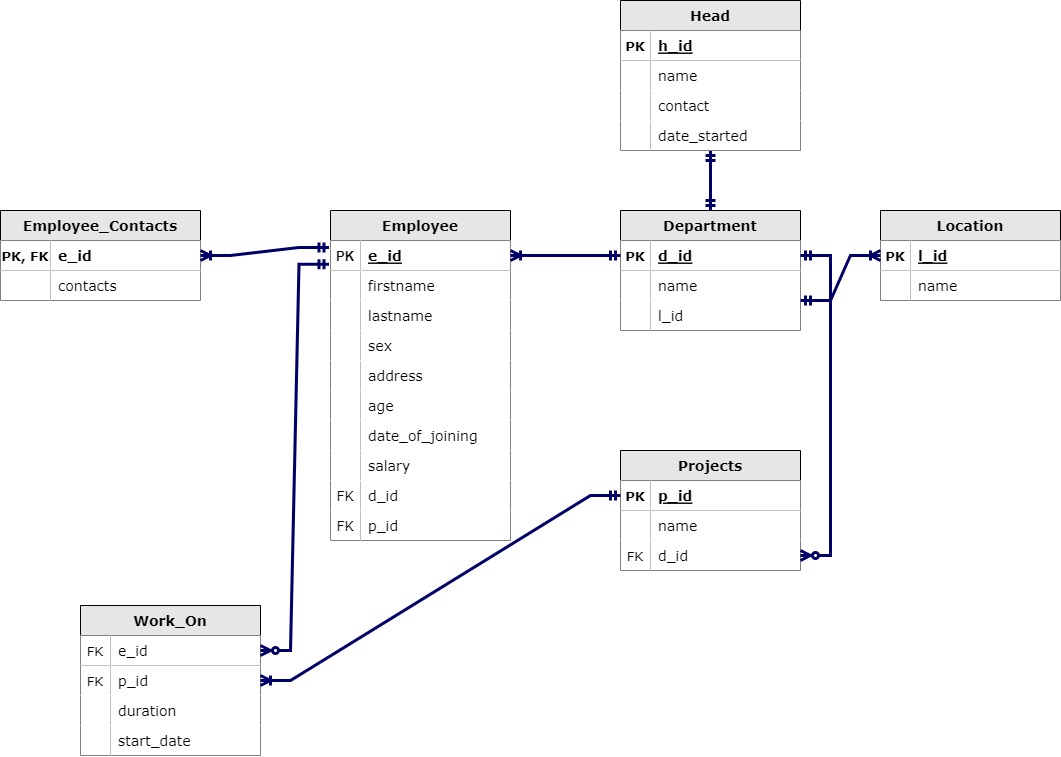 Head
PK h_id
name
contact
date_started
Employee_Contacts
PK, FK e_id
contacts
Employee
PK e_id
firstname
lastname
sex
address
age
date_of_joining
salary
FK d_id
FK p_id
Department
PK d_id
name
l_id
Location
PK l_id
name
Projects
PK p_id
name
FK d_id
Work_On
FK e_id
FK p_id
duration
start_date